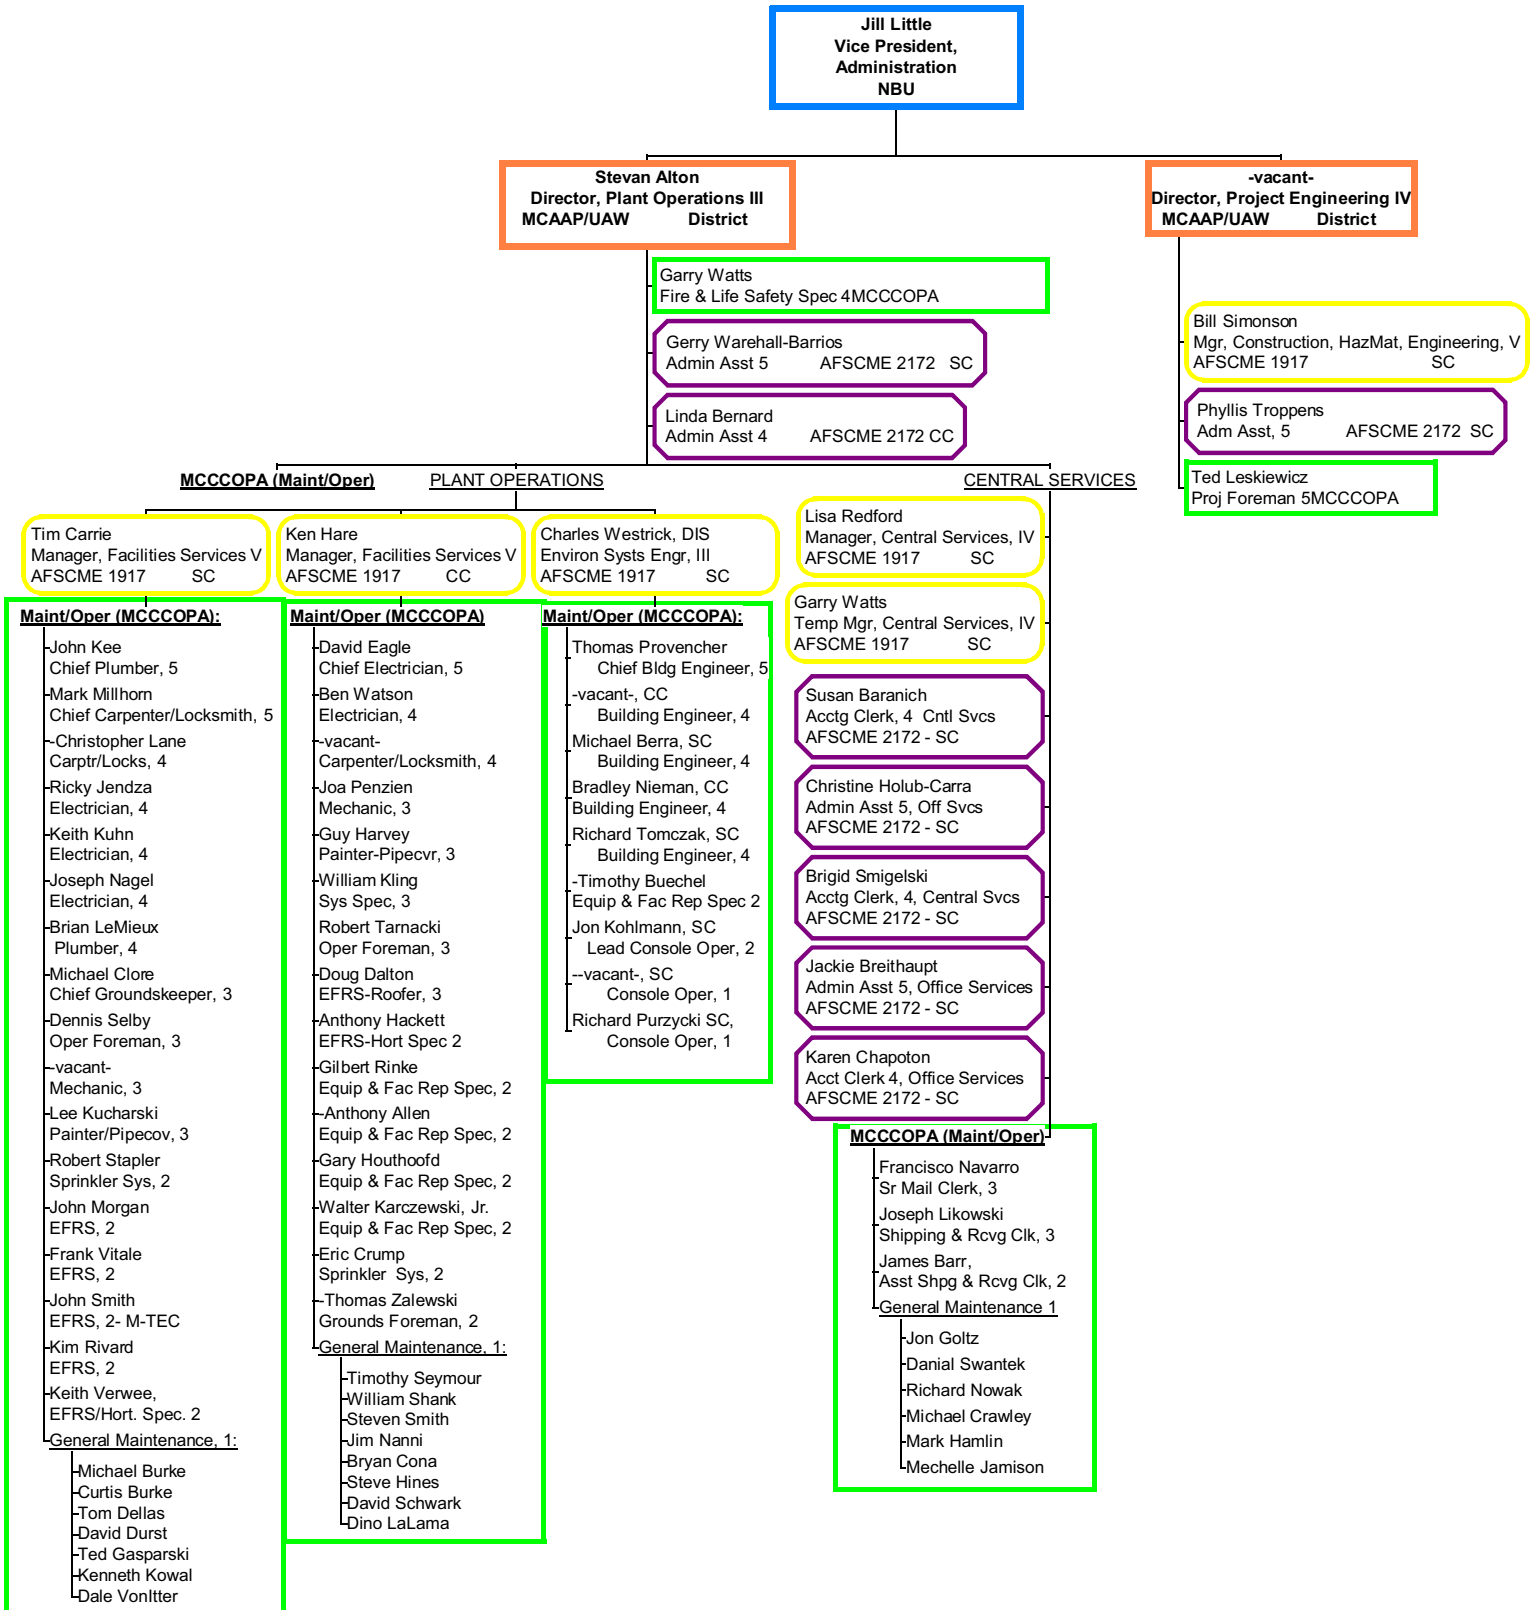 Jill Little
Vice President,
Administration
NBU
Stevan Alton
Director, Plant Operations III
MCAAP/UAW District
-vacant-
Director, Project Engineering IV
MCAAP/UAW District
Garry Watts
Fire & Life Safety Spec 4MCCCOPA
Gerry Warehall-Barrios
Admin Asst 5 AFSCME 2172 SC
Linda Bernard
Admin Asst 4 AFSCME 2172 CC
Bill Simonson
Mgr, Construction, HazMat, Engineering, V
AFSCME 1917 SC
Phyllis Troppens
Adm Asst, 5 AFSCME 2172 SC
Ted Leskiewicz
Proj Foreman 5MCCCOPA
MCCCOPA (Maint/Oper)
PLANT OPERATIONS
CENTRAL SERVICES
Tim Carrie
Manager, Facilities Services V
AFSCME 1917 SC
Maint/Oper (MCCCOPA):
John Kee
Chief Plumber, 5
Mark Millhorn
Chief Carpenter/Locksmith, 5
-Christopher Lane
Carptr/Locks, 4
Ricky Jendza
Electrician, 4
Keith Kuhn
Electrician, 4
Joseph Nagel
Electrician, 4
Brian LeMieux
Plumber, 4
Michael Clore
Chief Groundskeeper, 3
Dennis Selby
Oper Foreman, 3
-vacant-
Mechanic, 3
Lee Kucharski
Painter/Pipecov, 3
Robert Stapler
Sprinkler Sys, 2
John Morgan
EFRS, 2
Frank Vitale
EFRS, 2
John Smith
EFRS, 2- M-TEC
Kim Rivard
EFRS, 2
Keith Verwee,
EFRS/Hort. Spec. 2
General Maintenance, 1:
Michael Burke
Curtis Burke
Tom Dellas
David Durst
Ted Gasparski
Kenneth Kowal
Dale VonItter
Ken Hare
Manager, Facilities Services V
AFSCME 1917 CC
Maint/Oper (MCCCOPA)
David Eagle
Chief Electrician, 5
Ben Watson
Electrician, 4
-vacant-
Carpenter/Locksmith, 4
Joa Penzien
Mechanic, 3
Guy Harvey
Painter-Pipecvr, 3
William Kling
Sys Spec, 3
Robert Tarnacki
Oper Foreman, 3
Doug Dalton
EFRS-Roofer, 3
Anthony Hackett
EFRS-Hort Spec 2
Gilbert Rinke
Equip & Fac Rep Spec, 2
-Anthony Allen
Equip & Fac Rep Spec, 2
Gary Houthoofd
Equip & Fac Rep Spec, 2
Walter Karczewski, Jr.
Equip & Fac Rep Spec, 2
Eric Crump
Sprinkler Sys, 2
-Thomas Zalewski
Grounds Foreman, 2
General Maintenance, 1:
Timothy Seymour
William Shank
Steven Smith
Jim Nanni
Bryan Cona
Steve Hines
David Schwark
Dino LaLama
Charles Westrick, DIS
Environ Systs Engr, III
AFSCME 1917 SC
Maint/Oper (MCCCOPA):
Thomas Provencher
Chief Bldg Engineer, 5
-vacant-, CC
Building Engineer, 4
Michael Berra, SC
Building Engineer, 4
Bradley Nieman, CC
Building Engineer, 4
Richard Tomczak, SC
Building Engineer, 4
-Timothy Buechel
Equip & Fac Rep Spec 2
Jon Kohlmann, SC
Lead Console Oper, 2
--vacant-, SC
Console Oper, 1
Richard Purzycki SC,
Console Oper, 1
Lisa Redford
Manager, Central Services, IV
AFSCME 1917 SC
Garry Watts
Temp Mgr, Central Services, IV
AFSCME 1917 SC
Susan Baranich
Acctg Clerk, 4 Cntl Svcs
AFSCME 2172 - SC
Christine Holub-Carra
Admin Asst 5, Off Svcs
AFSCME 2172 - SC
Brigid Smigelski
Acctg Clerk, 4, Central Svcs
AFSCME 2172 - SC
Jackie Breithaupt
Admin Asst 5, Office Services
AFSCME 2172 - SC
Karen Chapoton
Acct Clerk 4, Office Services
AFSCME 2172 - SC
MCCCOPA (Maint/Oper)
Francisco Navarro
Sr Mail Clerk, 3
Joseph Likowski
Shipping & Rcvg Clk, 3
James Barr,
Asst Shpg & Rcvg Clk, 2
General Maintenance 1
Jon Goltz
Danial Swantek
Richard Nowak
Michael Crawley
Mark Hamlin
Mechelle Jamison